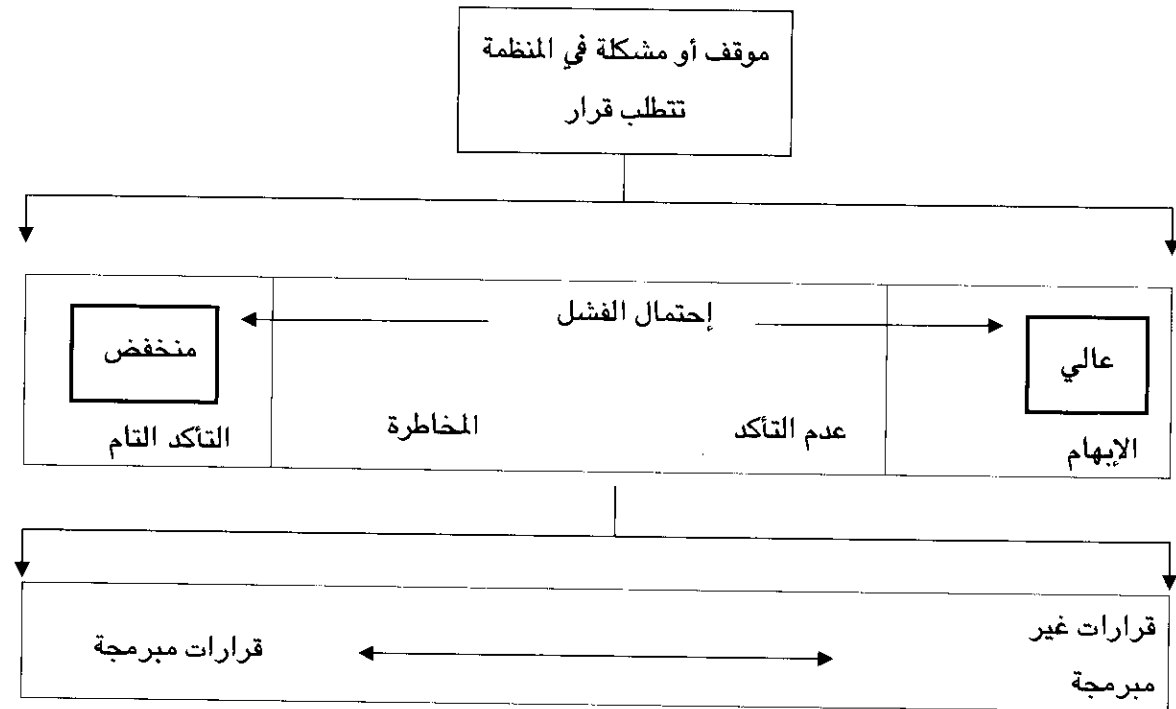 موقف أو مشكلة في المنظمة
تتطلب قرار
إحتمال الفشل
عالي
منخفض
الإبهام
عدم التأكد
المخاطرة
التأكد التام
قرارات غير
مبرمجة
قرارات مبرمجة